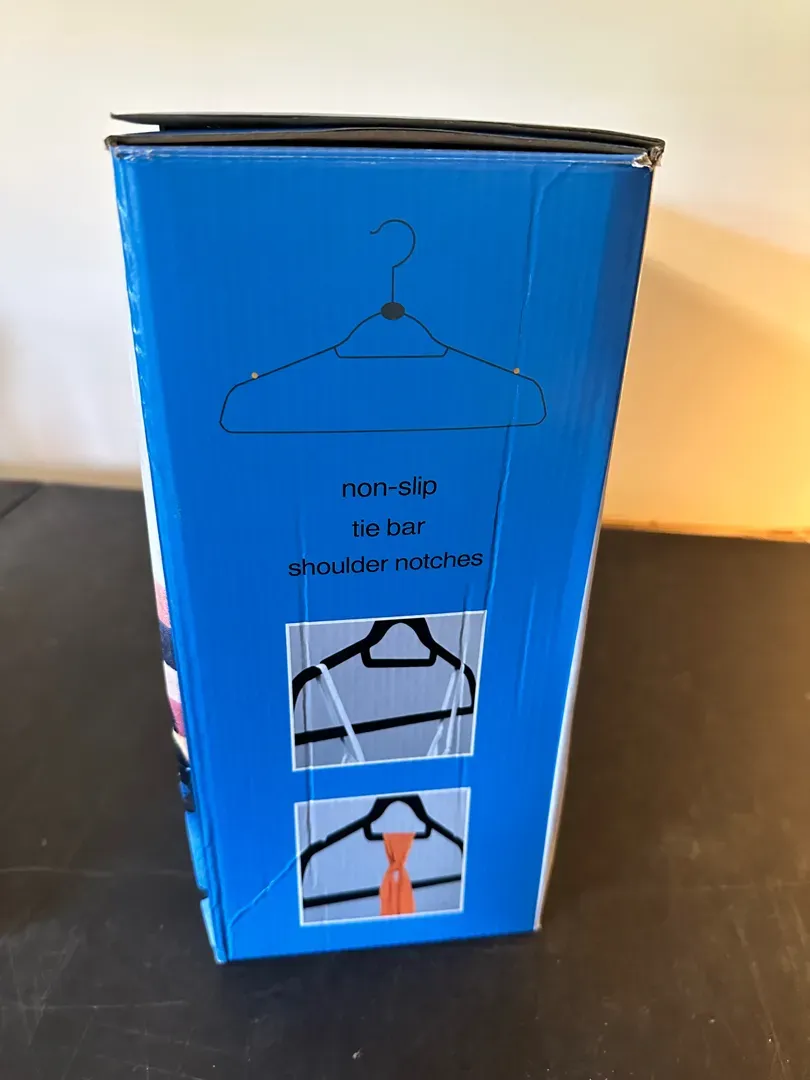 non-slip
tie bar
shoulder notches